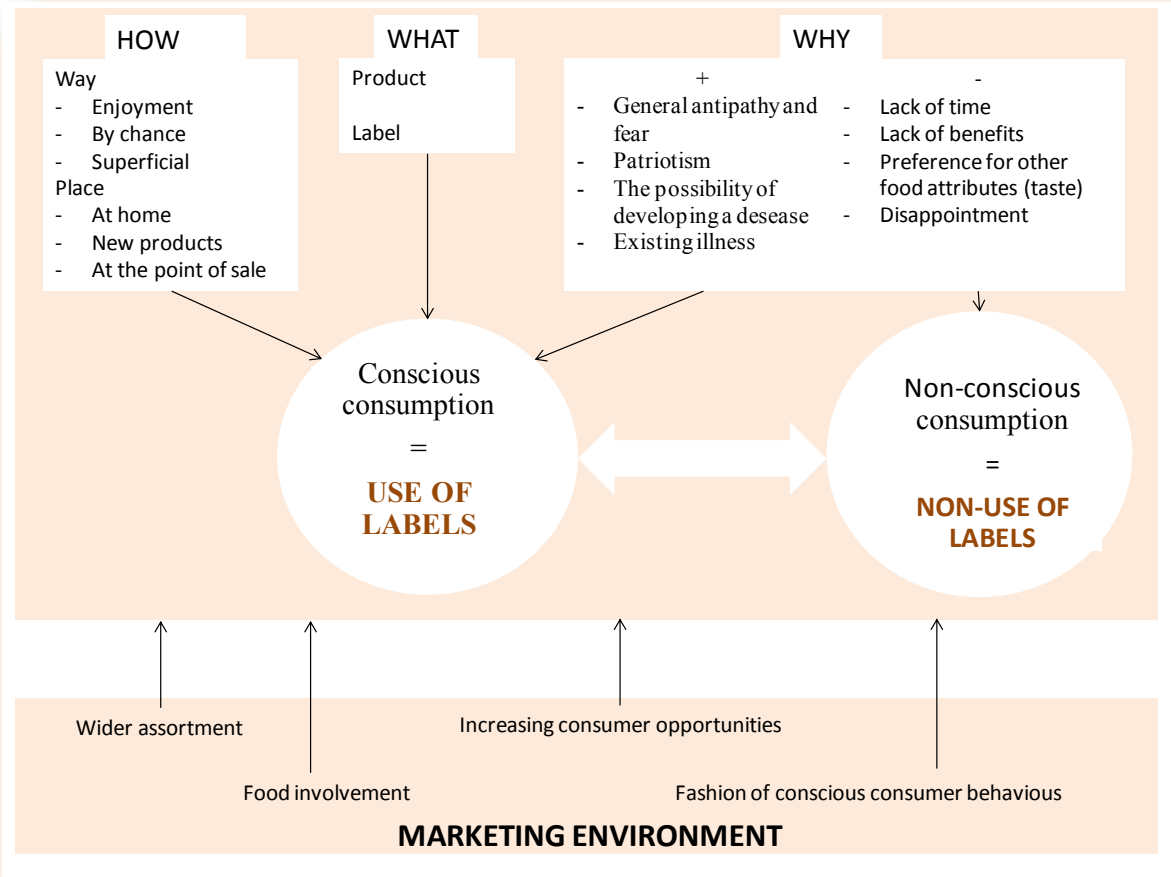 HOW
Way
- Enjoyment
- By chance
- Superficial
Place
- At home
- New products
- At the point of sale
WHAT
Product
Label
WHY
+
- General antipathy and
fear
- Patriotism
- The possibility of
developing a desease
- Existing illness
-
- Lack of time
- Lack of benefits
- Preference for other
food attributes (taste)
- Disappointment
Conscious
consumption
=
USE OF
LABELS
Non-conscious
consumption
=
NON-USE OF
LABELS
Wider assortment
Increasing consumer opportunities
Food involvement
Fashion of conscious consumer behavious
MARKETING ENVIRONMENT